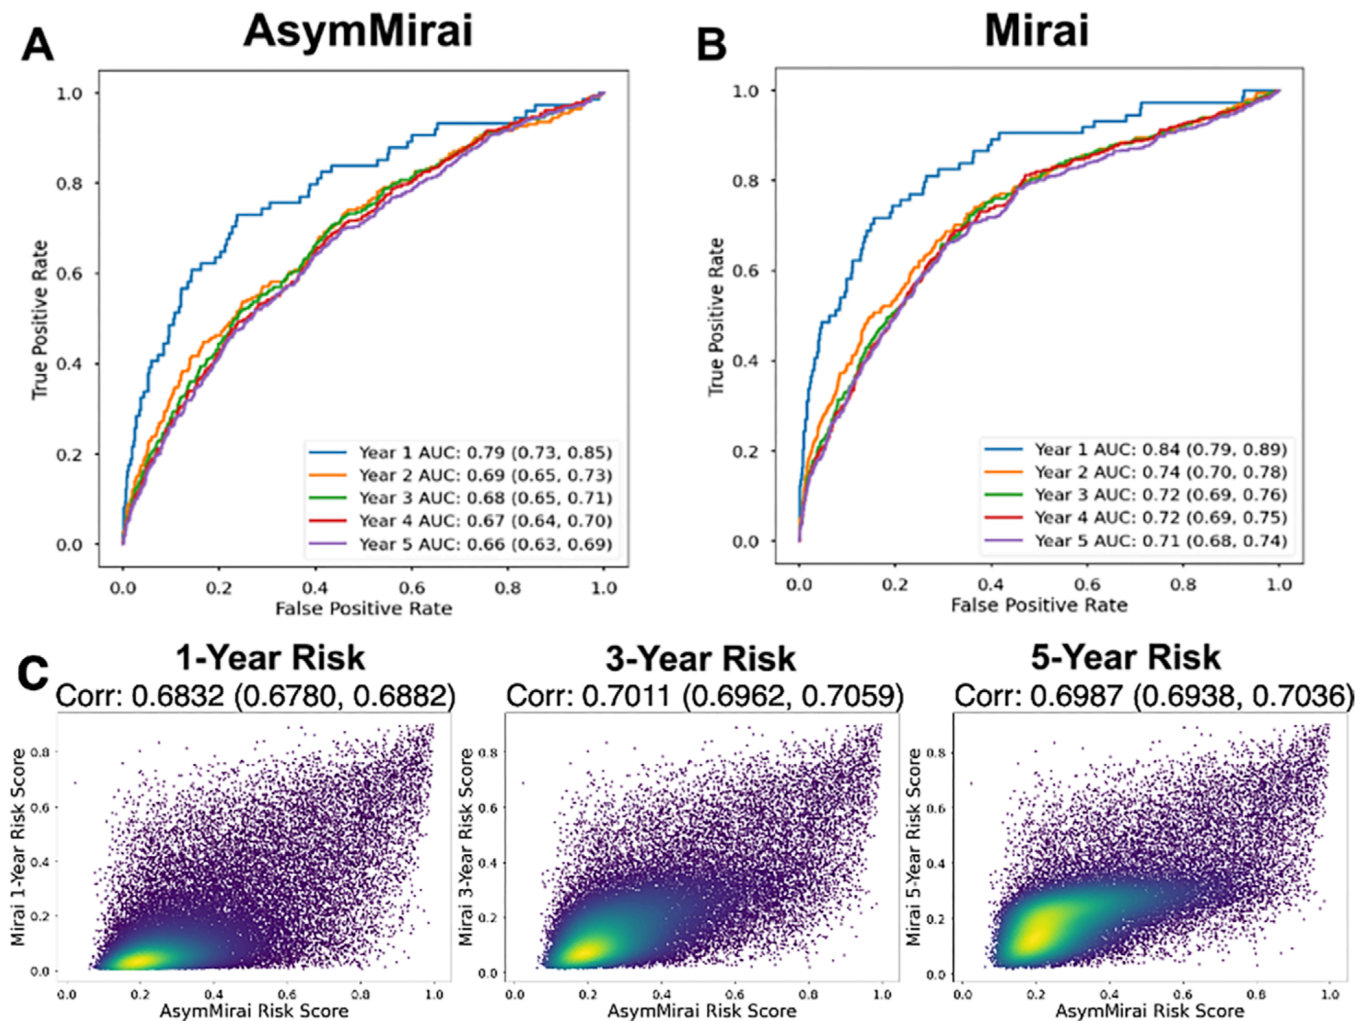 A
AsymMirai
True Positive Rate
1.0
0.8
0.6
0.4
0.2
0.0
Year 1 AUC: 0.79 (0.73, 0.85)
Year 2 AUC: 0.69 (0.65, 0.73)
Year 3 AUC: 0.68 (0.65, 0.71)
Year 4 AUC: 0.67 (0.64, 0.70)
Year 5 AUC: 0.66 (0.63, 0.69)
0.0 0.2 0.4 0.6 0.8 1.0
False Positive Rate
B
Mirai
True Positive Rate
1.0
0.8
0.6
0.4
0.2
0.0
Year 1 AUC: 0.84 (0.79, 0.89)
Year 2 AUC: 0.74 (0.70, 0.78)
Year 3 AUC: 0.72 (0.69, 0.76)
Year 4 AUC: 0.72 (0.69, 0.75)
Year 5 AUC: 0.71 (0.68, 0.74)
0.0 0.2 0.4 0.6 0.8 1.0
False Positive Rate
C
1-Year Risk
Corr: 0.6832 (0.6780, 0.6882)
Mirai 1-Year Risk Score
0.8
0.6
0.4
0.2
0.0
0.0 0.2 0.4 0.6 0.8 1.0
AsymMirai Risk Score
3-Year Risk
Corr: 0.7011 (0.6962, 0.7059)
Mirai 3-Year Risk Score
0.8
0.6
0.4
0.2
0.0
0.0 0.2 0.4 0.6 0.8 1.0
AsymMirai Risk Score
5-Year Risk
Corr: 0.6987 (0.6938, 0.7036)
Mirai 5-Year Risk Score
0.8
0.6
0.4
0.2
0.0
0.0 0.2 0.4 0.6 0.8 1.0
AsymMirai Risk Score